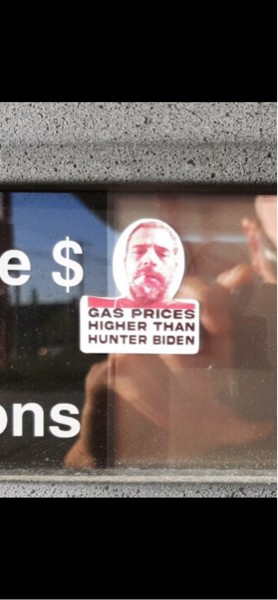 e $
GAS PRICES
HIGHER THAN
HUNTER BIDEN
ons